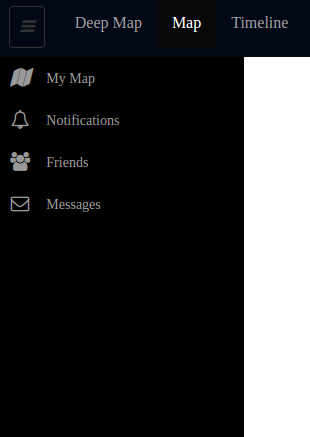 Deep Map Map Timeline
My Map
Notifications
Friends
Messages